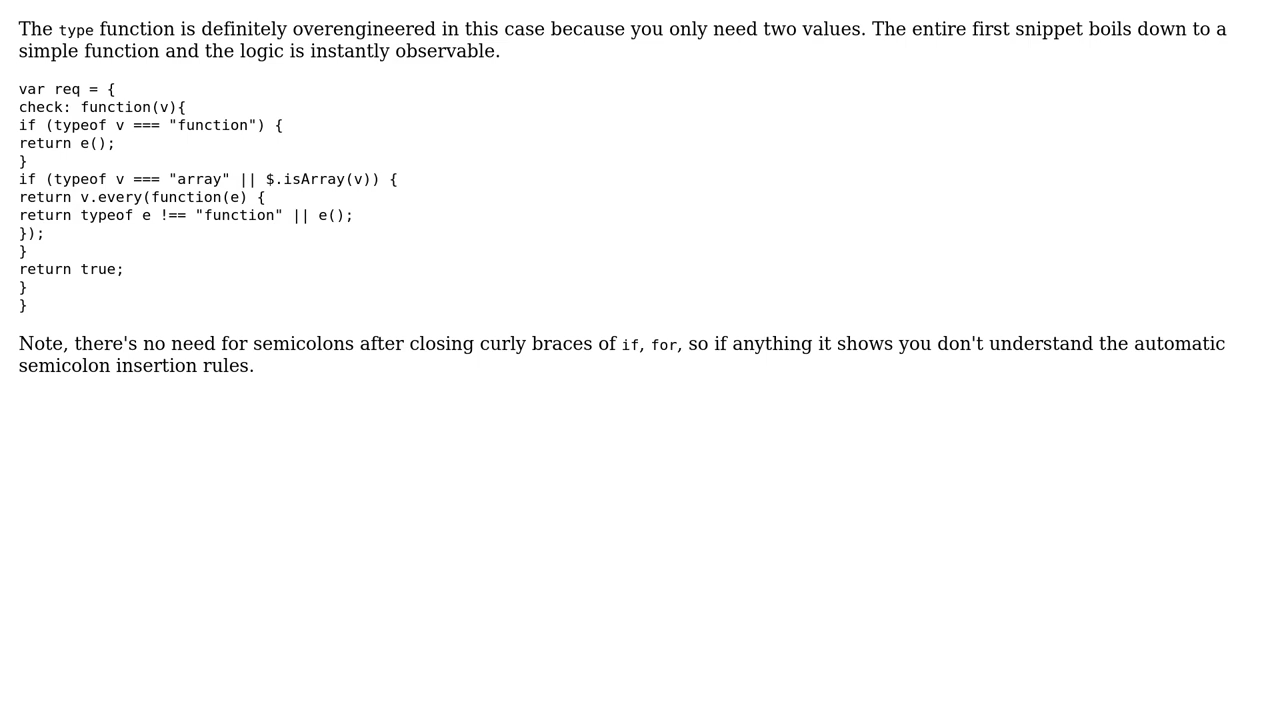 The type function is definitely overengineered in this case because you only need two values. The entire first snippet boils down to a
simple function and the logic is instantly observable.
var req = {
check: function(v){
if (typeof v === "function") {
return e();
}
if (typeof v === "array" || $.isArray(v)) {
return v.every(function(e) {
return typeof e !== "function" || e();
});
}
return true;
}
}
Note, there's no need for semicolons after closing curly braces of if, for, so if anything it shows you don't understand the automatic
semicolon insertion rules.